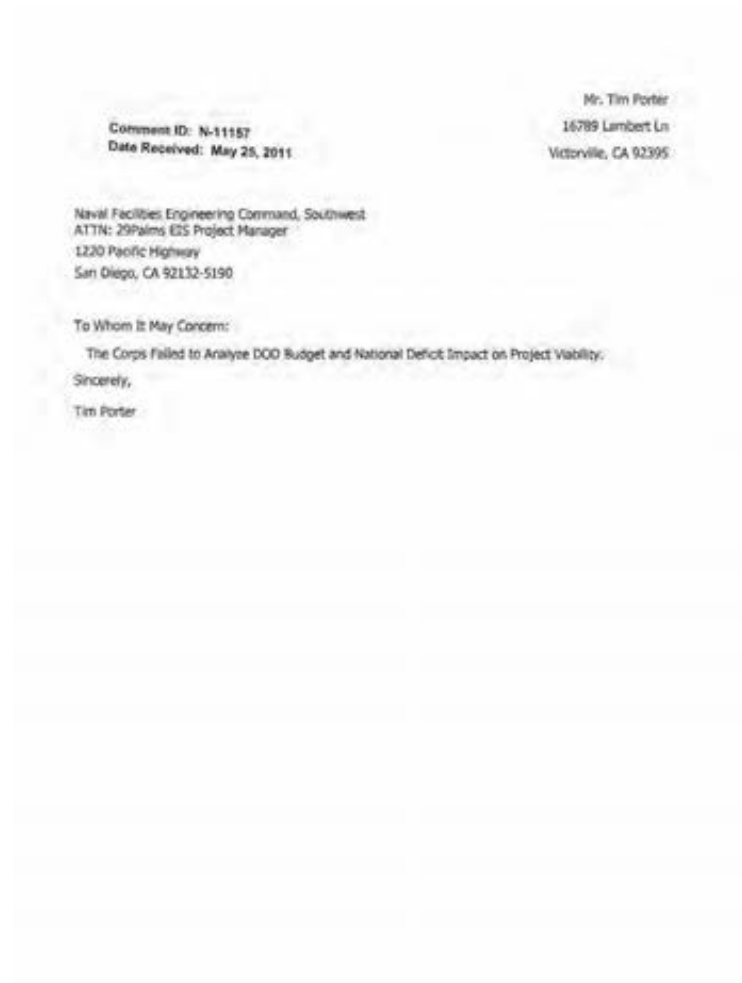 Mr. Tim Porter
16789 Lambert Ln
Victorville, CA 92395
Comment ID: N-11157
Date Received: May 25, 2011
Naval Facilities Engineering Command, Southwest
ATTN: 29Palms EIS Project Manager
1220 Pacific Highway
San Diego, CA 92132-5190
To Whom It May Concern:
The Corps Failed to Analyze DOD Budget and National Deficit Impact on Project Viability.
Sincerely,
Tim Porter